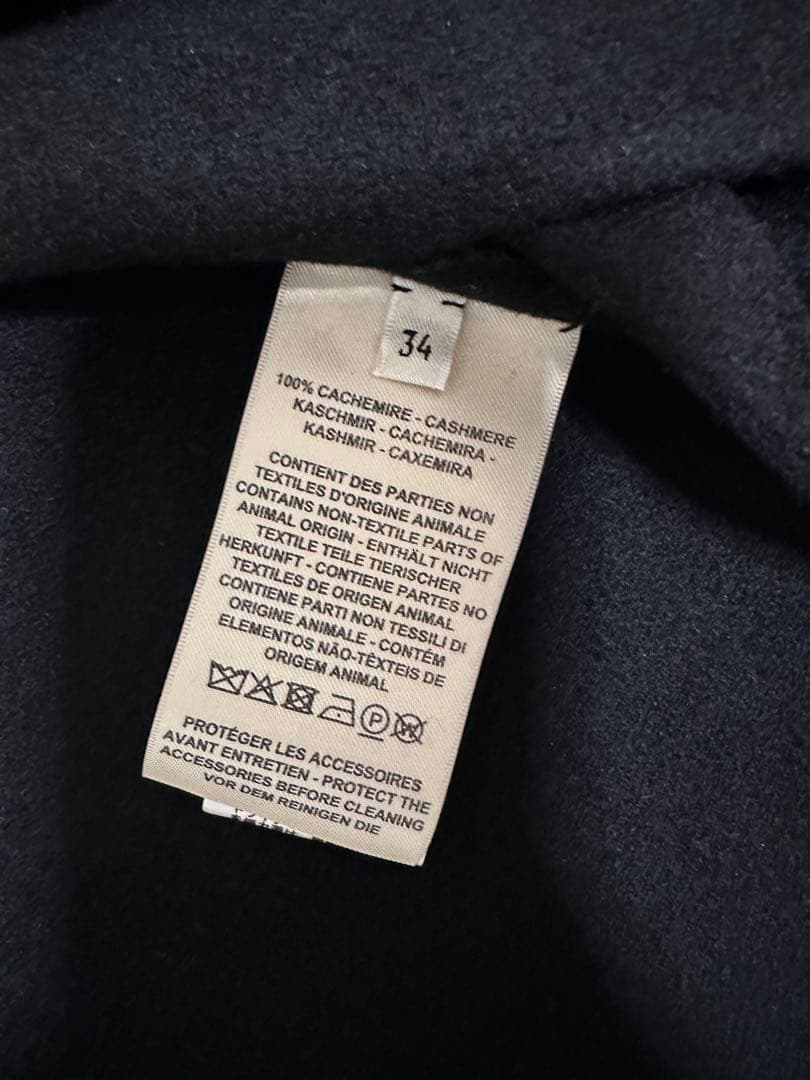 34
100% CACHEMIRE - CASHMERE
KASCHMIR - CACHEMIRA -
KASHMIR - CAXEMIRA
CONTIENT DES PARTIES NON
TEXTILES D'ORIGINE ANIMALE
CONTAINS NON-TEXTILE PARTS OF
ANIMAL ORIGIN - ENTHÄLT NICHT
TEXTILE TEILE TIERISCHER
HERKUNFT - CONTIENE PARTES NO
TEXTILES DE ORIGEN ANIMAL
CONTIENE PARTI NON TESSILI DI
ORIGINE ANIMALE - CONTÉM
ELEMENTOS NÃO-TÊXTEIS DE
ORIGEM ANIMAL
P W
PROTÉGER LES ACCESSOIRES
AVANT ENTRETIEN - PROTECT THE
ACCESSORIES BEFORE CLEANING
VOR DEM REINIGEN DIE